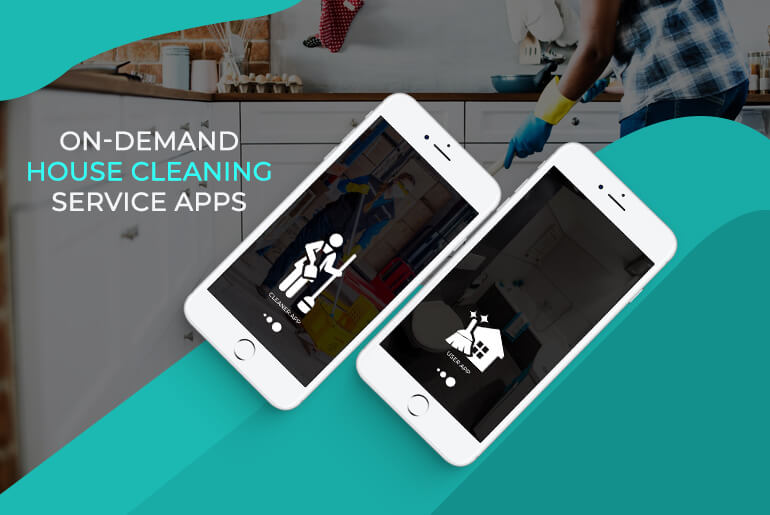 ON-DEMAND
HOUSE CLEANING
SERVICE APPS
CLEANER-APP
USER-APP